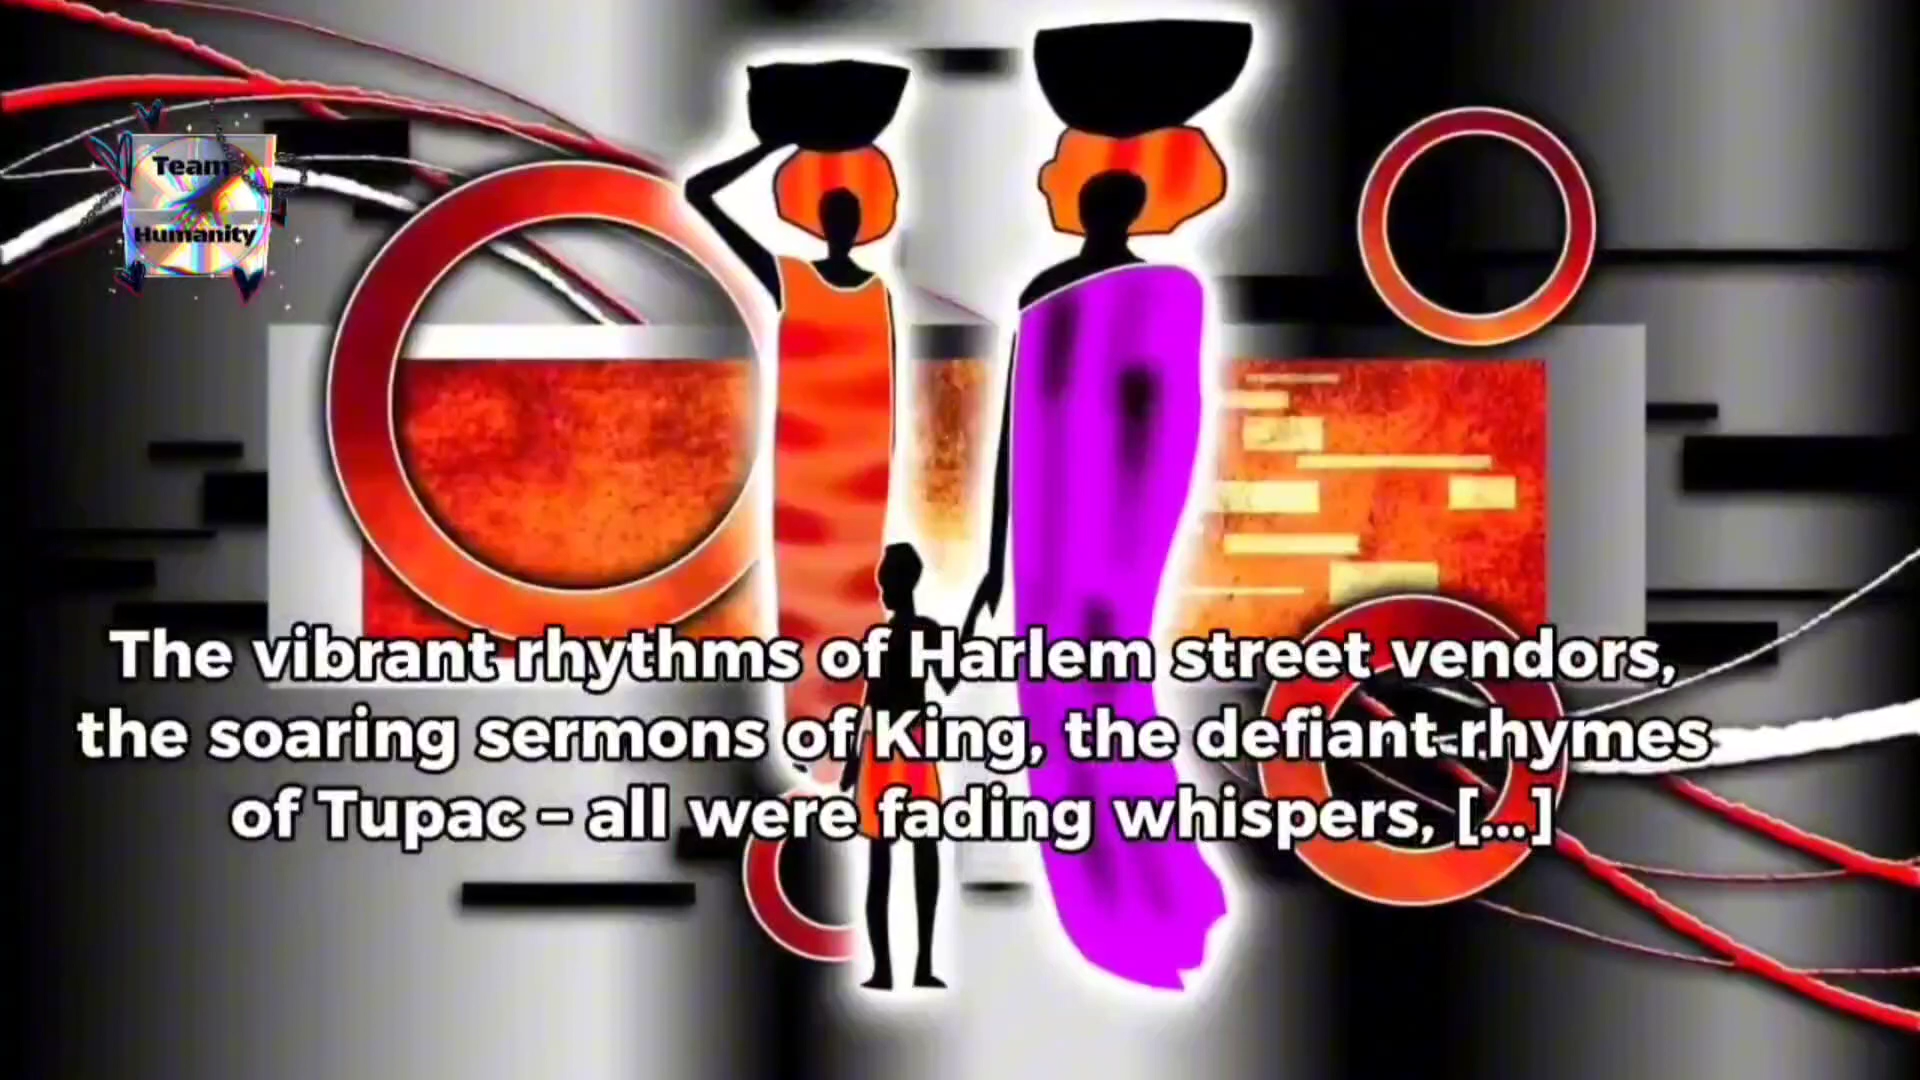 Team
Humanity
The vibrant rhythms of Harlem street vendors,
the soaring sermons of King, the defiant rhymes
of Tupac – all were fading whispers, [...]